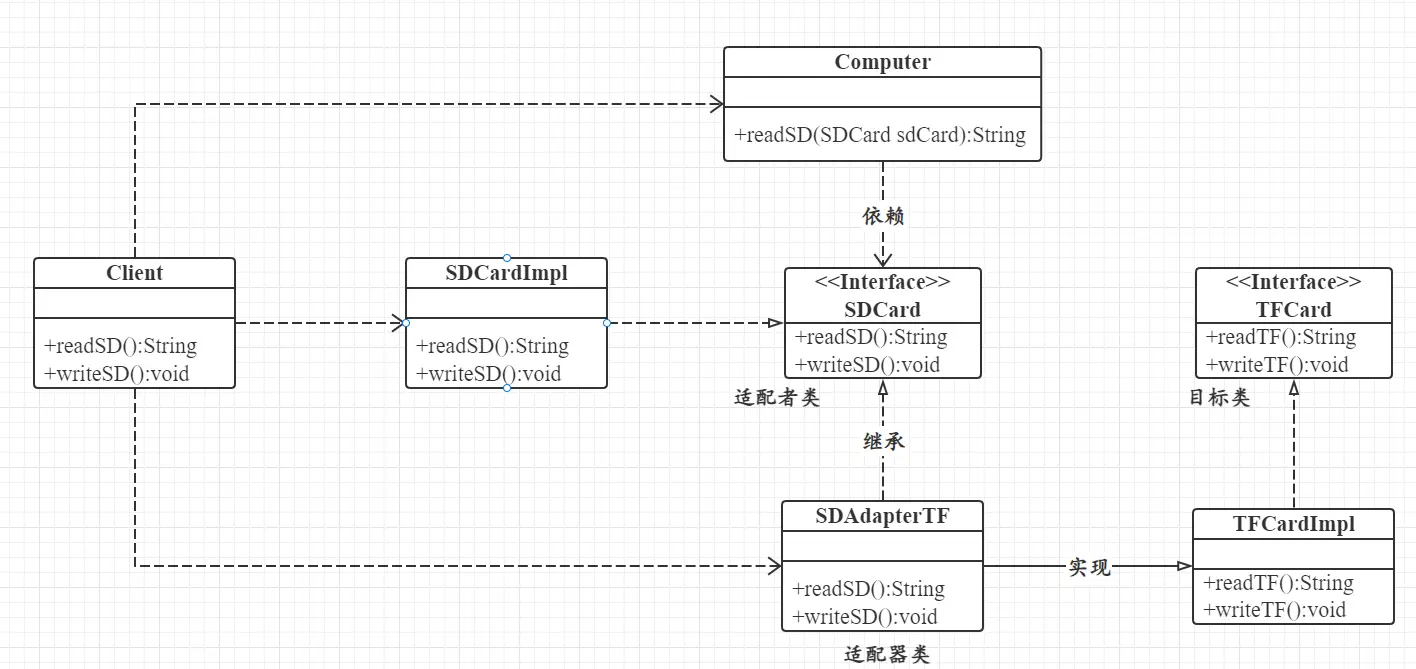 Computer
+readSD(SDCard sdCard):String
依赖
Client
+readSD():String
+writeSD():void
SDCardImpl
+readSD():String
+writeSD():void
<<Interface>>
SDCard
+readSD():String
+writeSD():void
适配者类
<<Interface>>
TFCard
+readTF():String
+writeTF():void
目标类
继承
SDAdapterTF
+readSD():String
+writeSD():void
适配器类
实现
TFCardImpl
+readTF():String
+writeTF():void